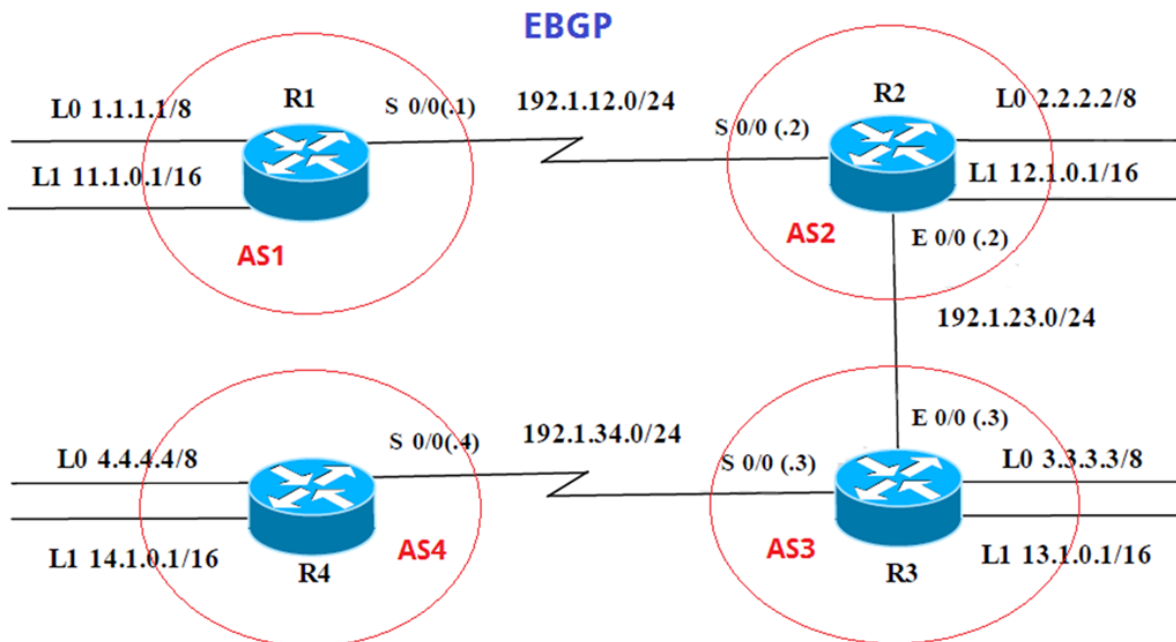 EBGP
L0 1.1.1.1/8
R1
S 0/0(.1)
192.1.12.0/24
S 0/0 (.2)
R2
L0 2.2.2.2/8
L1 11.1.0.1/16
L1 12.1.0.1/16
AS1
AS2
E 0/0 (.2)
192.1.23.0/24
L0 4.4.4.4/8
S 0/0(.4)
192.1.34.0/24
S 0/0 (.3)
E 0/0 (.3)
L0 3.3.3.3/8
L1 14.1.0.1/16
R4
AS4
AS3
R3
L1 13.1.0.1/16